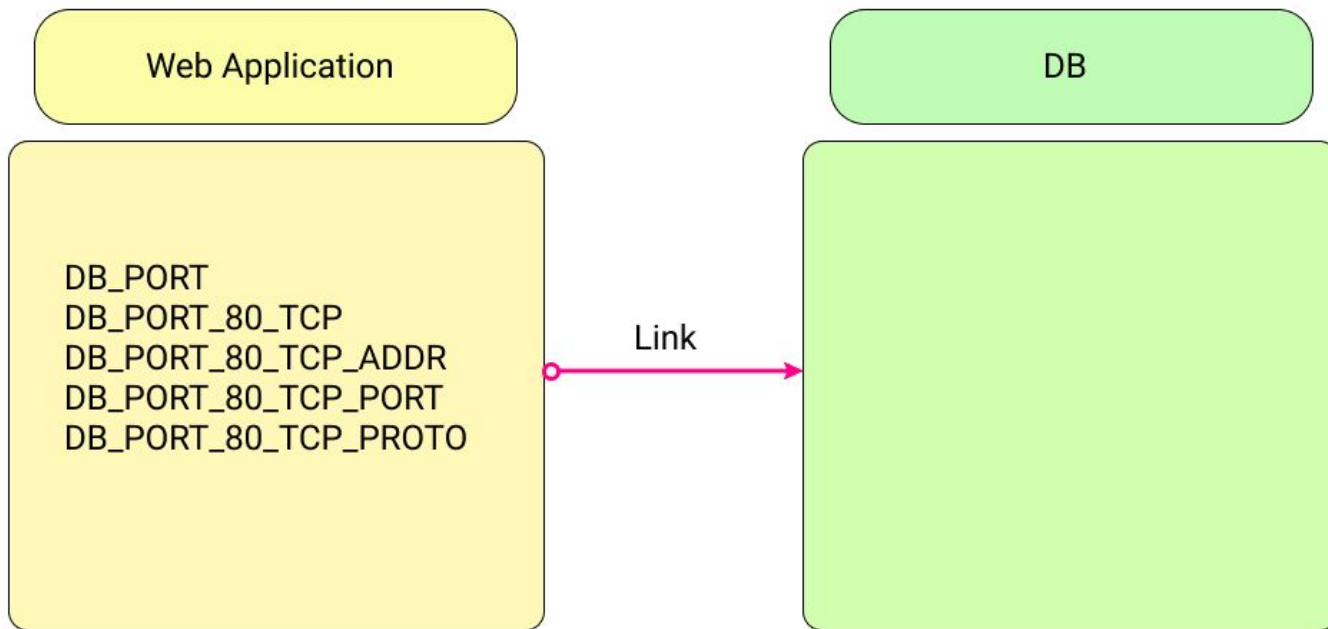 Web Application
DB
DB_PORT
DB_PORT_80_TCP
DB_PORT_80_TCP_ADDR
DB_PORT_80_TCP_PORT
DB_PORT_80_TCP_PROTO
Link